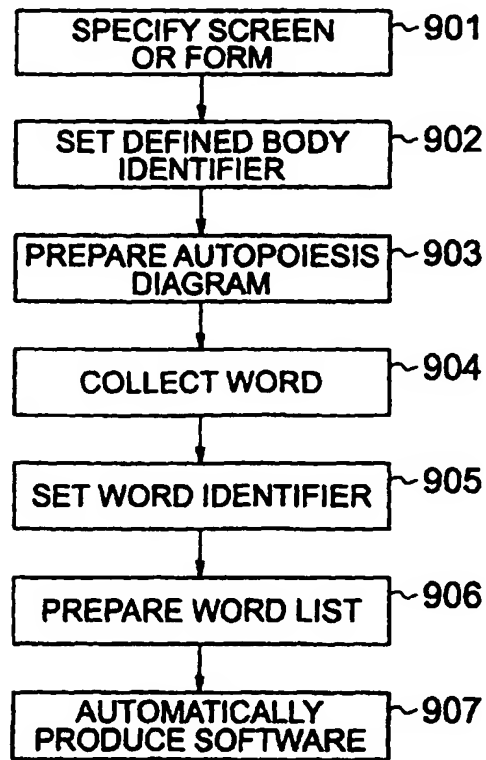 SPECIFY SCREEN
OR FORM
901
SET DEFINED BODY
IDENTIFIER
902
PREPARE AUTOPOIESIS
DIAGRAM
903
COLLECT WORD
904
SET WORD IDENTIFIER
905
PREPARE WORD LIST
906
AUTOMATICALLY
PRODUCE SOFTWARE
907